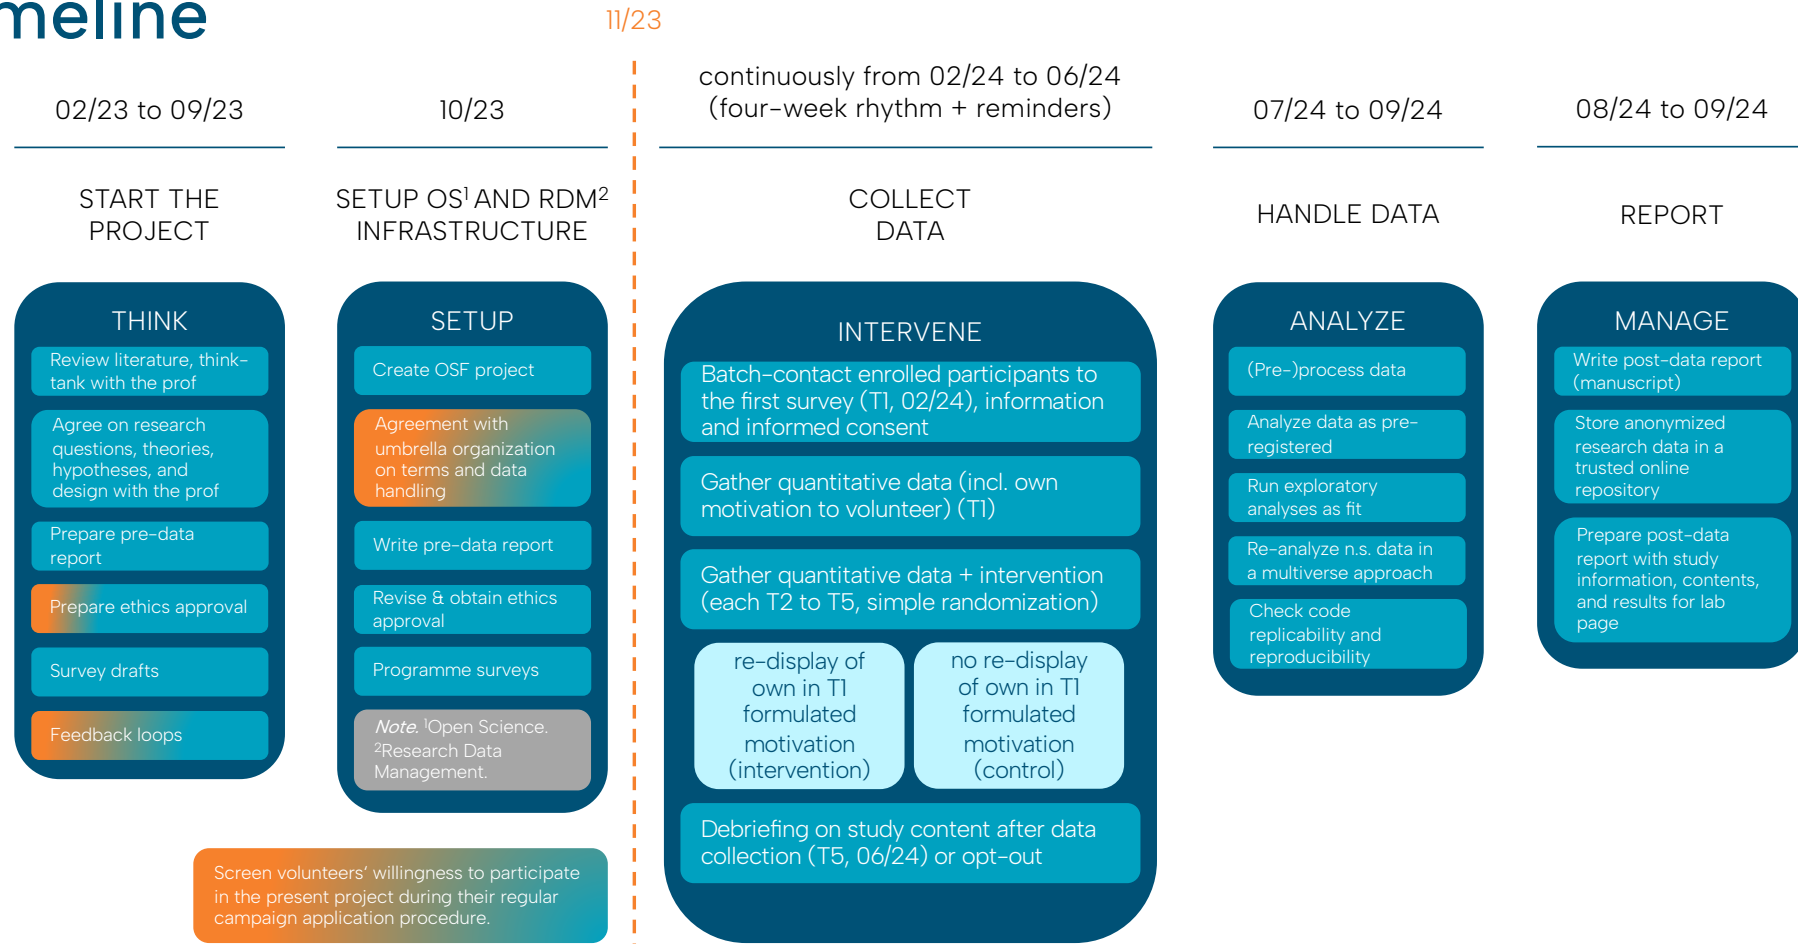 meline
11/23
02/23 to 09/23
START THE
PROJECT
THINK
Review literature, think-
tank with the prof
Agree on research
questions, theories,
hypotheses, and
design with the prof
Prepare pre-data
report
Prepare ethics approval
Survey drafts
Feedback loops
10/23
SETUP OS¹ AND RDM²
INFRASTRUCTURE
SETUP
Create OSF project
Agreement with
umbrella organization
on terms and data
handling
Write pre-data report
Revise & obtain ethics
approval
Programme surveys
Note. ¹Open Science.
²Research Data
Management.
Screen volunteers' willingness to participate
in the present project during their regular
campaign application procedure.
continuously from 02/24 to 06/24
(four-week rhythm + reminders)
COLLECT
DATA
INTERVENE
Batch-contact enrolled participants to
the first survey (T1, 02/24), information
and informed consent
Gather quantitative data (incl. own
motivation to volunteer) (T1)
Gather quantitative data + intervention
(each T2 to T5, simple randomization)
re-display of
own in T1
formulated
motivation
(intervention)
no re-display
of own in T1
formulated
motivation
(control)
Debriefing on study content after data
collection (T5, 06/24) or opt-out
07/24 to 09/24
HANDLE DATA
ANALYZE
(Pre-)process data
Analyze data as pre-
registered
Run exploratory
analyses as fit
Re-analyze n.s. data in
a multiverse approach
Check code
replicability and
reproducibility
08/24 to 09/24
REPORT
MANAGE
Write post-data report
(manuscript)
Store anonymized
research data in a
trusted online
repository
Prepare post-data
report with study
information, contents,
and results for lab
page